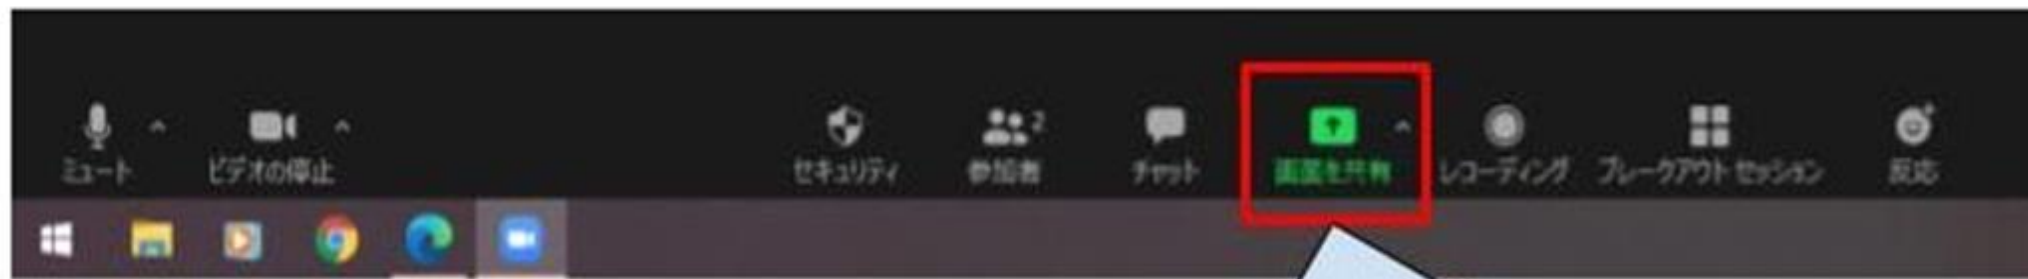 2
ミュート ビデオの停止 セキュリティ 参加者 チャット 画面を共有 レコーディング ブレークアウト セッション 反応